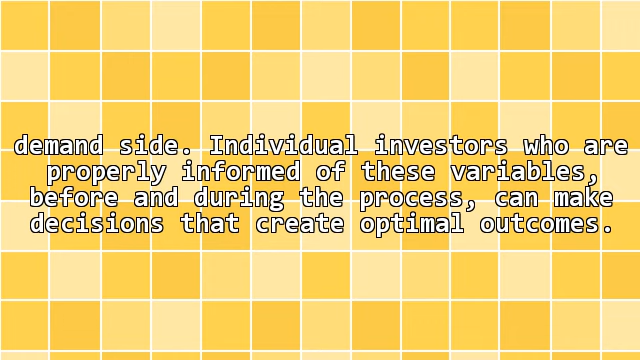 demand side. Individual investors who are
properly informed of these variables,
before and during the process, can make
decisions that create optimal outcomes.